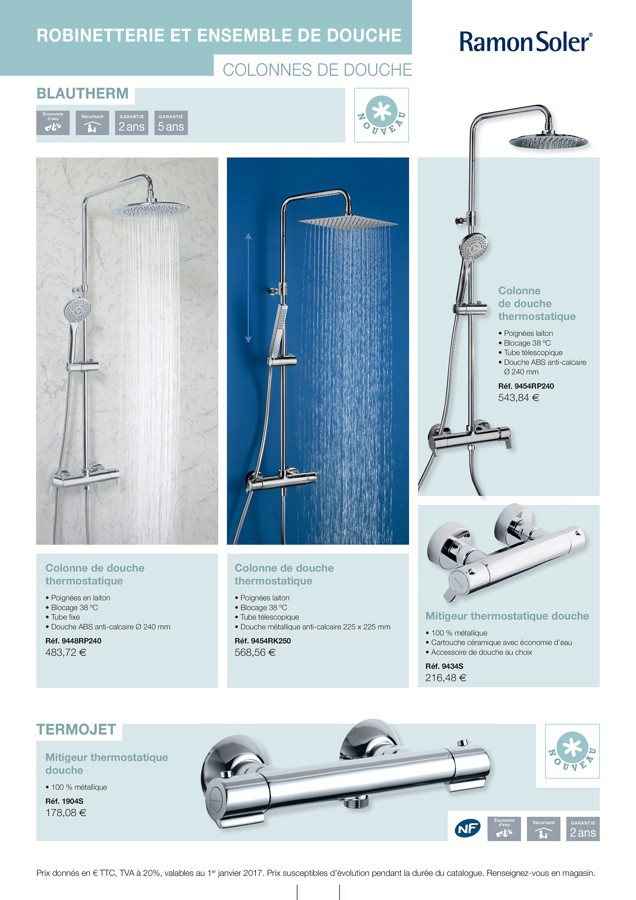 ROBINETTERIE ET ENSEMBLE DE DOUCHE
RamonSoler®
COLONNES DE DOUCHE
BLAUTHERM
Économie
d'eau
Sécurisant
GARANTIE
2 ans
GARANTIE
5 ans
NOUVEAU
Colonne
de douche
thermostatique
• Poignées laiton
• Blocage 38 ºC
• Tube télescopique
• Douche ABS anti-calcaire
Ø 240 mm
Réf. 9454RP240
543,84 €
Colonne de douche
thermostatique
• Poignées en laiton
• Blocage 38 ºC
• Tube fixe
• Douche ABS anti-calcaire Ø 240 mm
Réf. 9448RP240
483,72 €
Colonne de douche
thermostatique
• Poignées laiton
• Blocage 38 ºC
• Tube télescopique
• Douche métallique anti-calcaire 225 x 225 mm
Réf. 9454RK250
568,56 €
Mitigeur thermostatique douche
• 100 % métallique
• Cartouche céramique avec économie d'eau
• Accessoire de douche au choix
Réf. 9434S
216,48 €
TERMOJET
Mitigeur thermostatique
douche
• 100 % métallique
Réf. 1904S
178,08 €
NOUVEAU
NF
Économie
d'eau
Sécurisant
GARANTIE
2 ans
Prix donnés en € TTC, TVA à 20%, valables au 1er janvier 2017. Prix susceptibles d'évolution pendant la durée du catalogue. Renseignez-vous en magasin.